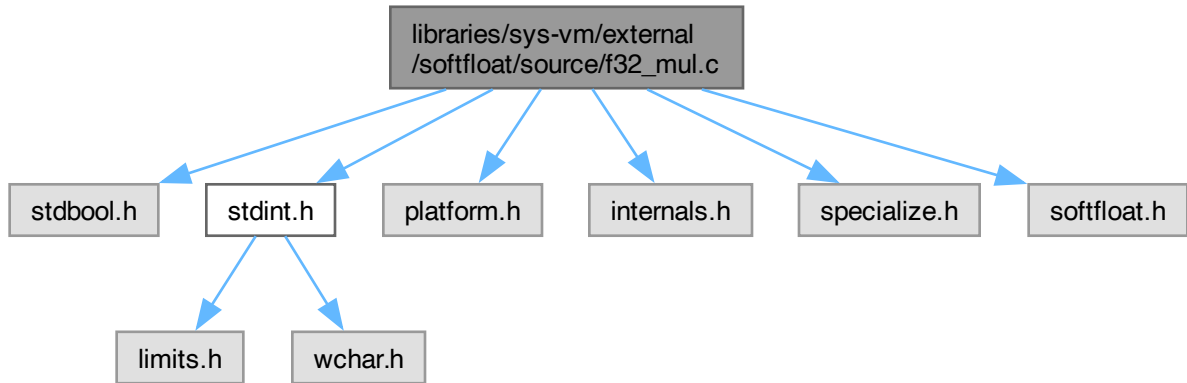 libraries/sys-vm/external
/softfloat/source/f32_mul.c
stdbool.h
stdint.h
platform.h
internals.h
specialize.h
softfloat.h
limits.h
wchar.h